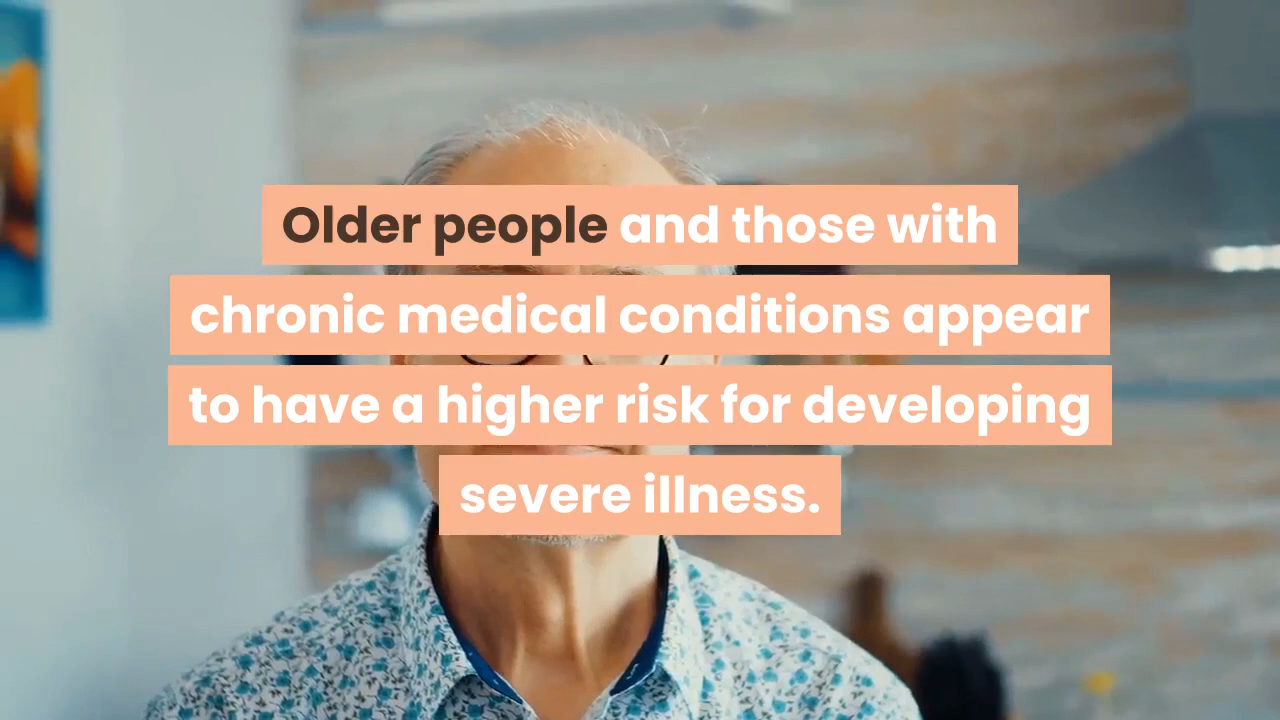 Older people and those with
chronic medical conditions appear
to have a higher risk for developing
severe illness.